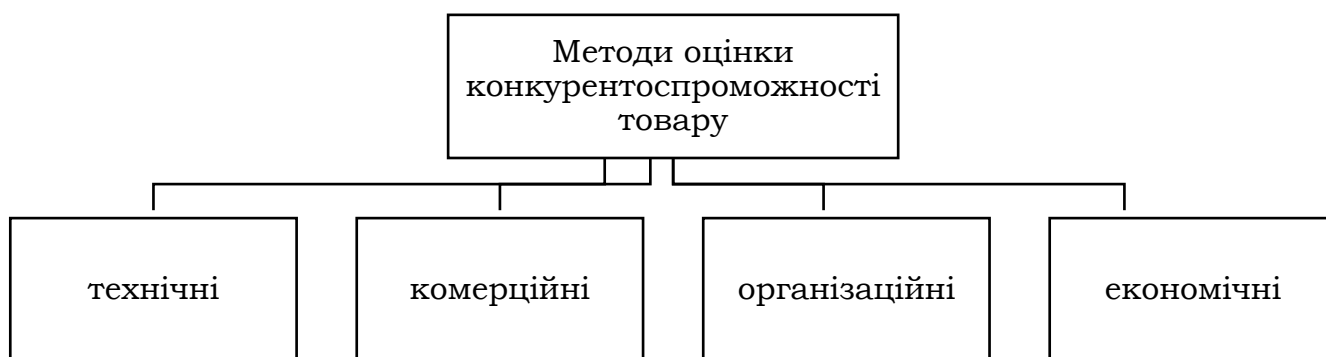 Методи оцінки
конкурентоспроможності
товару
технічні
комерційні
організаційні
економічні